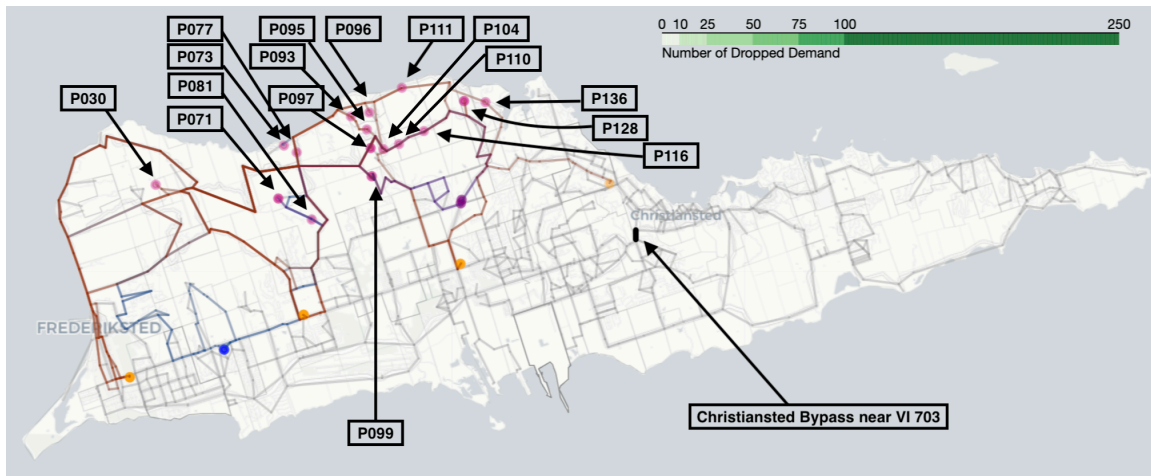 P077
P095
P096
P111
P104
0 10 25 50 75 100 250
Number of Dropped Demand
P073
P093
P110
P081
P030
P097
P136
P071
P128
P116
Christiansted
FREDERIKSTED
Christiansted Bypass near VI 703
P099